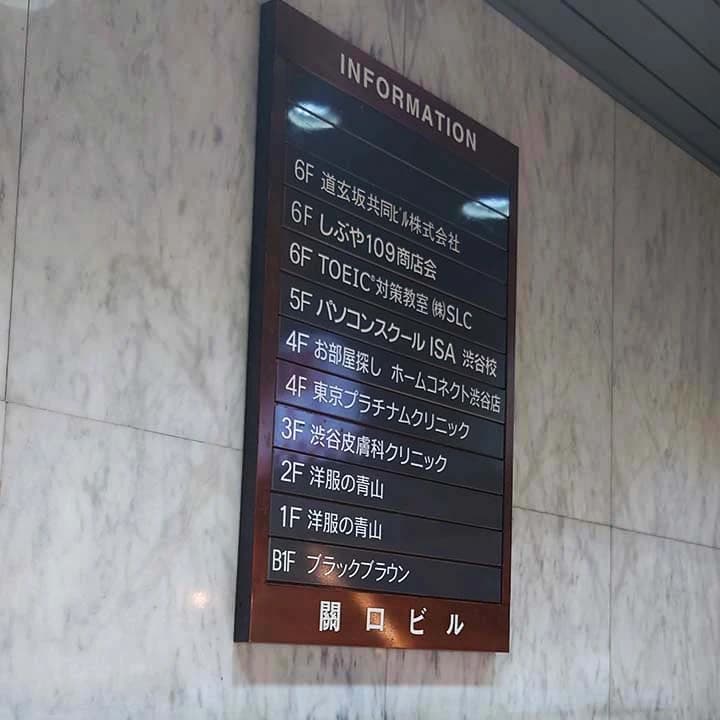 INFORMATION
6F 道玄坂共同ビル株式会社
6F しぶや109商店会
6F TOEIC®対策教室 ㈱SLC
5F パソコンスクール ISA 渋谷校
4F お部屋探し ホームコネクト渋谷店
4F 東京プラチナムクリニック
3F 渋谷皮膚科クリニック
2F 洋服の青山
1F 洋服の青山
B1F ブラックブラウン
關口ビル